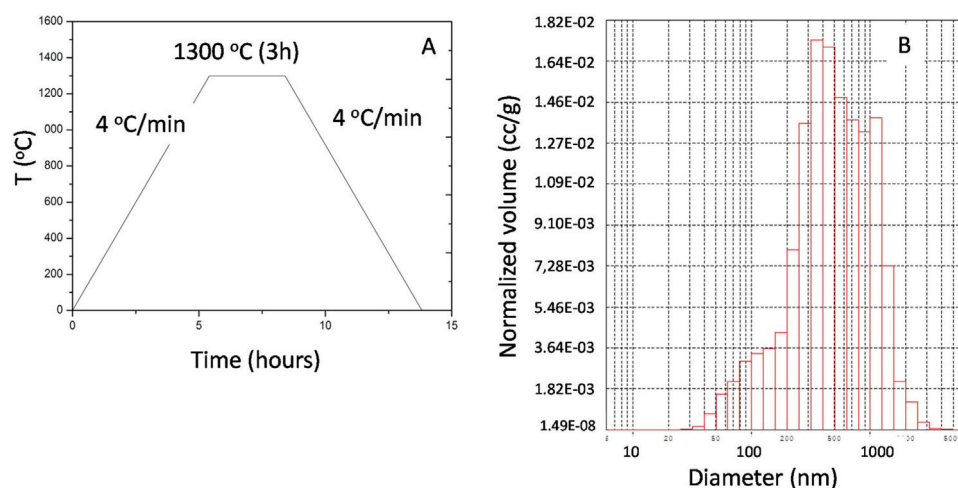 A
1300 °C (3h)
4 °C/min
4 °C/min
T (°C)
1600
1400
1200
000
800
600
400
200
0
0
5
10
15
Time (hours)
B
Normalized volume (cc/g)
1.82E-02
1.64E-02
1.46E-02
1.27E-02
1.09E-02
9.10E-03
7,28E-03
5.46E-03
3.64E-03
1.82E-03
1.49E-08
20
50
200
500
10
100
1000
Diameter (nm)